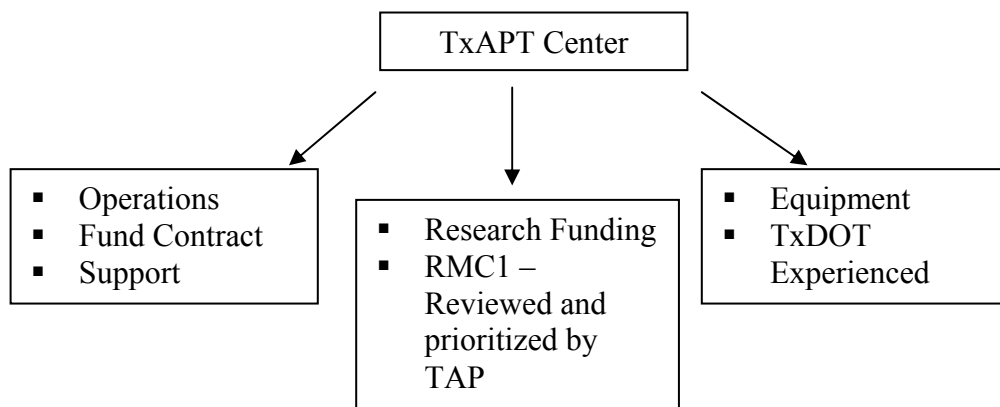 TxAPT Center
▪ Operations
▪ Fund Contract
▪ Support
▪ Research Funding
▪ RMC1 –
Reviewed and
prioritized by
TAP
▪ Equipment
▪ TxDOT
Experienced